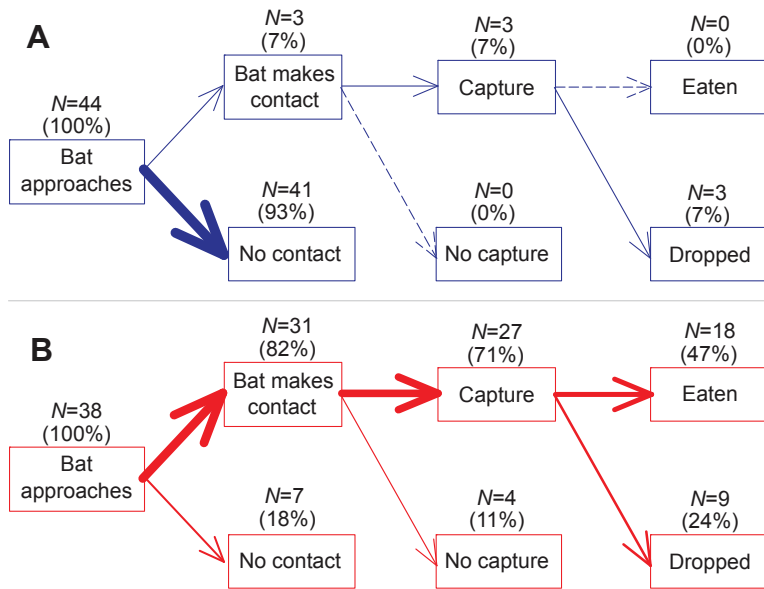 A
N=44
(100%)
Bat
approaches
N=3
(7%)
Bat makes
contact
N=41
(93%)
No contact
N=3
(7%)
Capture
N=0
(0%)
No capture
N=0
(0%)
Eaten
N=3
(7%)
Dropped
B
N=38
(100%)
Bat
approaches
N=31
(82%)
Bat makes
contact
N=7
(18%)
No contact
N=27
(71%)
Capture
N=4
(11%)
No capture
N=18
(47%)
Eaten
N=9
(24%)
Dropped